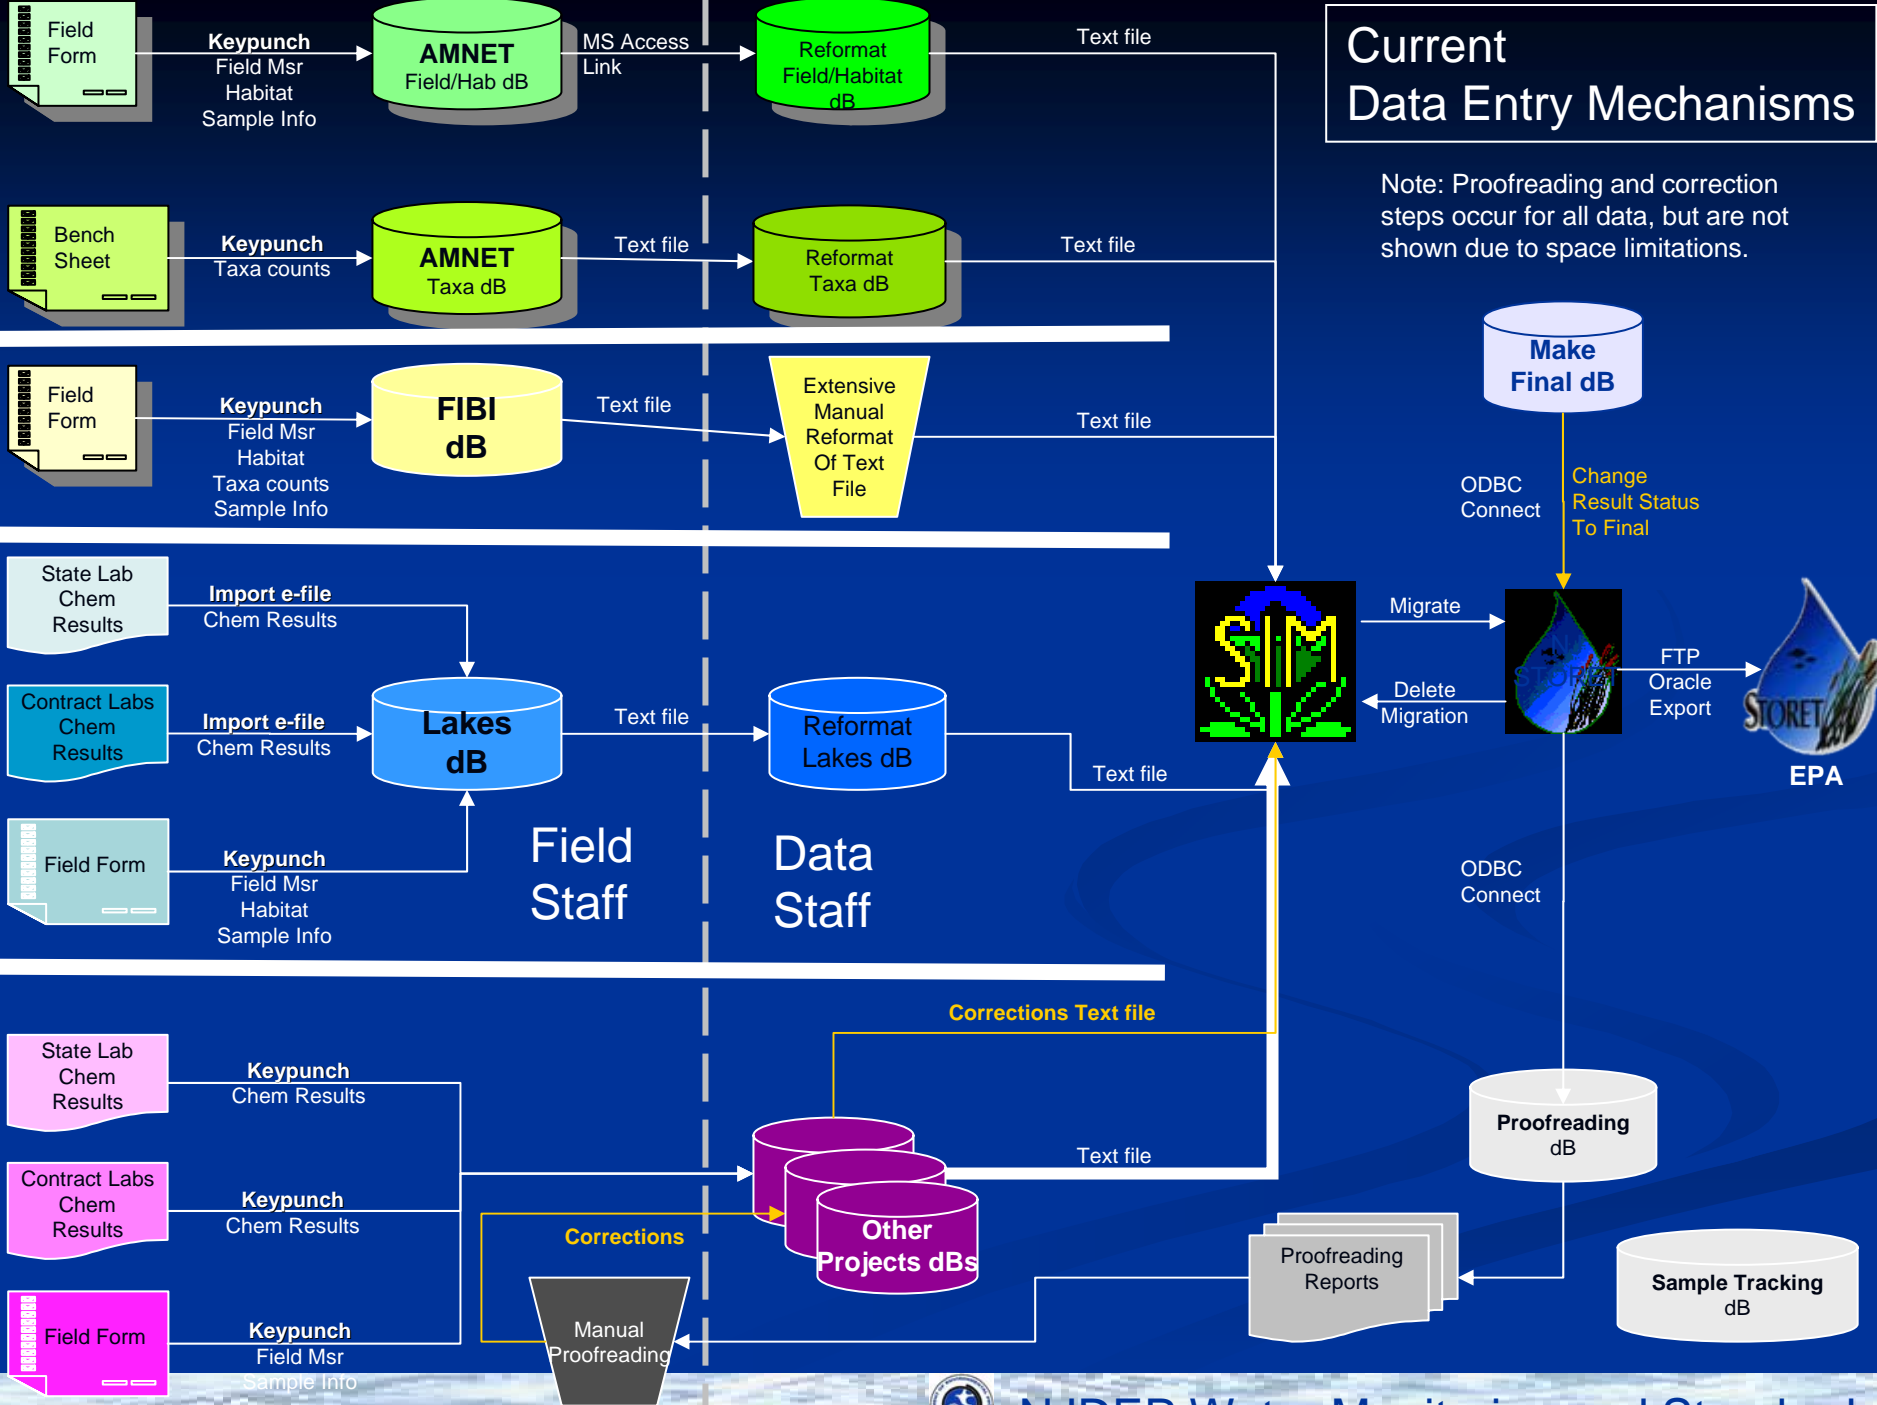 Current
Data Entry Mechanisms
Note: Proofreading and correction
steps occur for all data, but are not
shown due to space limitations.
Field
Form
Keypunch
Field Msr
Habitat
Sample Info
AMNET
Field/Hab dB
MS Access
Link
Reformat
Field/Habitat
dB
Text file
Bench
Sheet
Keypunch
Taxa counts
AMNET
Taxa dB
Text file
Reformat
Taxa dB
Text file
Field
Form
Keypunch
Field Msr
Habitat
Taxa counts
Sample Info
FIBI
dB
Text file
Extensive
Manual
Reformat
Of Text
File
Text file
Make
Final dB
ODBC
Connect
Change
Result Status
To Final
State Lab
Chem
Results
Import e-file
Chem Results
Contract Labs
Chem
Results
Import e-file
Chem Results
Lakes
dB
Text file
Reformat
Lakes dB
Text file
Field Form
Keypunch
Field Msr
Habitat
Sample Info
Field
Staff
Data
Staff
SIM
Migrate
Delete
Migration
NJ
STORET
FTP
Oracle
Export
STORET
EPA
ODBC
Connect
State Lab
Chem
Results
Keypunch
Chem Results
Contract Labs
Chem
Results
Keypunch
Chem Results
Field Form
Keypunch
Field Msr
Sample Info
Corrections Text file
Text file
Other
Projects dBs
Corrections
Manual
Proofreading
Proofreading
dB
Proofreading
Reports
Sample Tracking
dB
NJDEP Water Monitoring and Standards